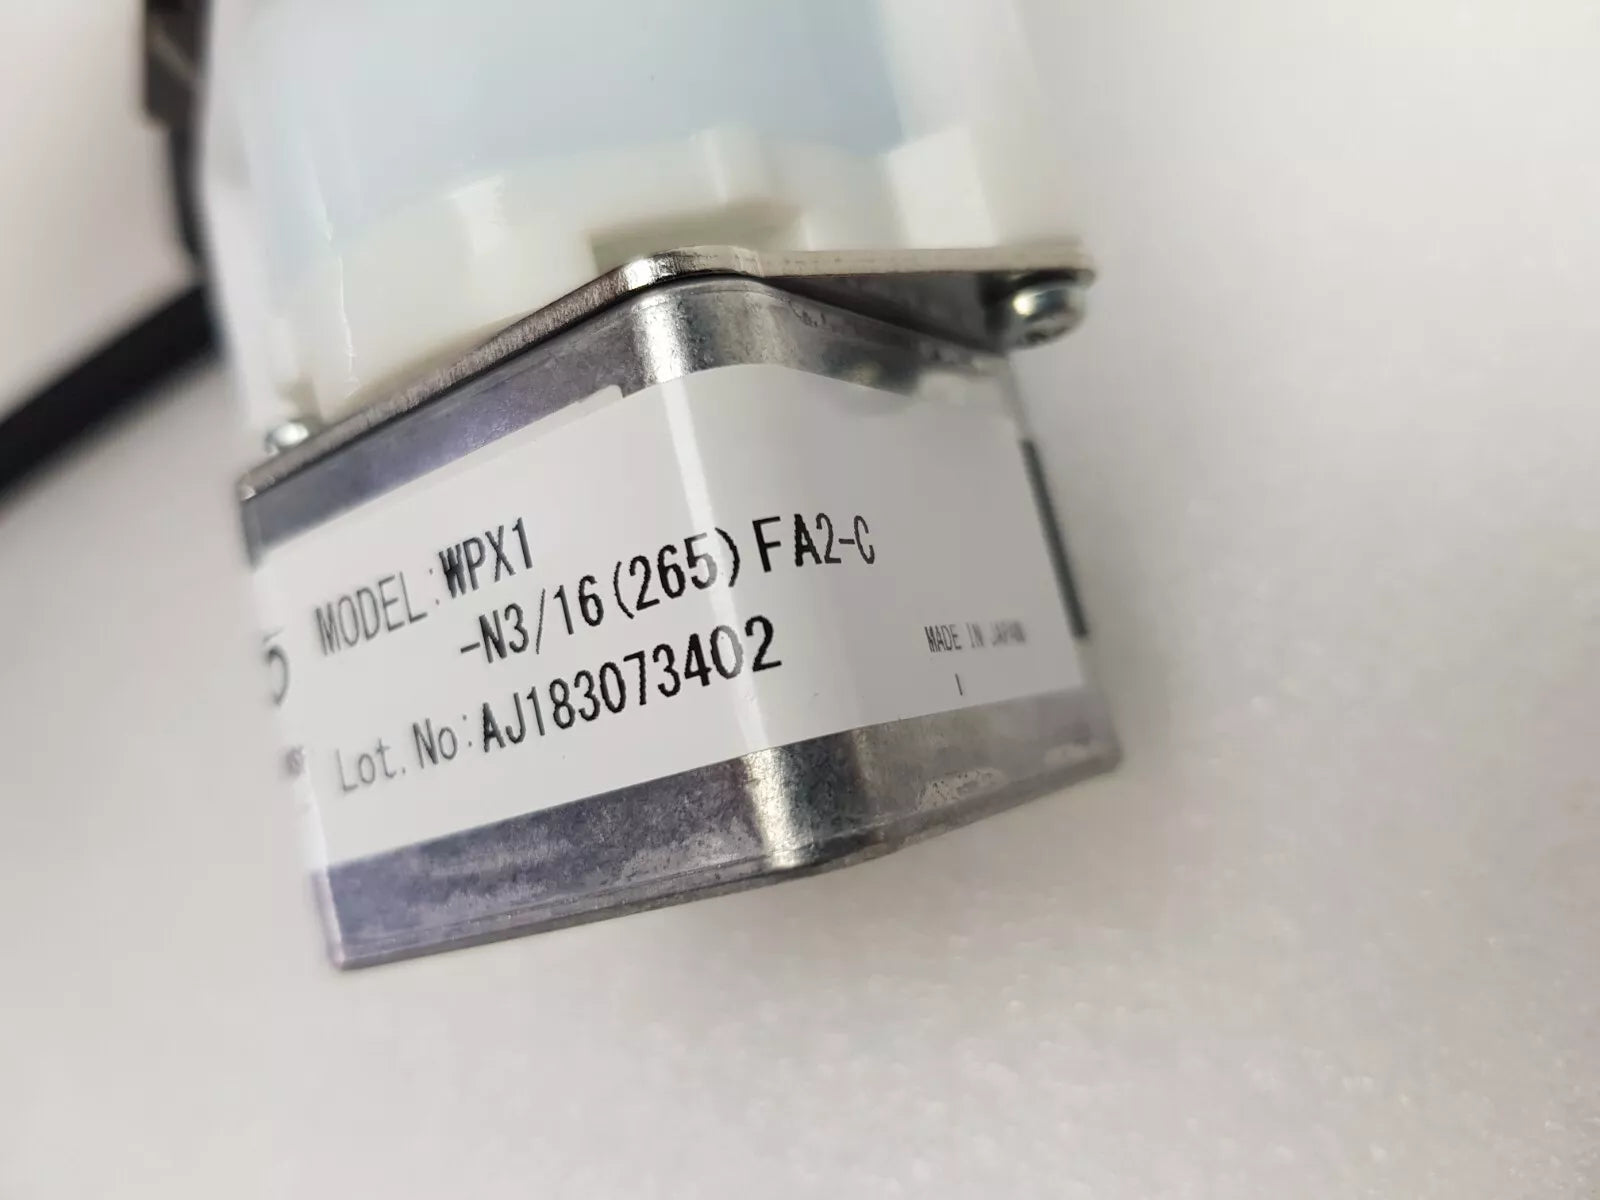 MODEL:WPX1
-N3/16(265)FA2-C
Lot. No:AJ183073402
MADE IN JAPAN